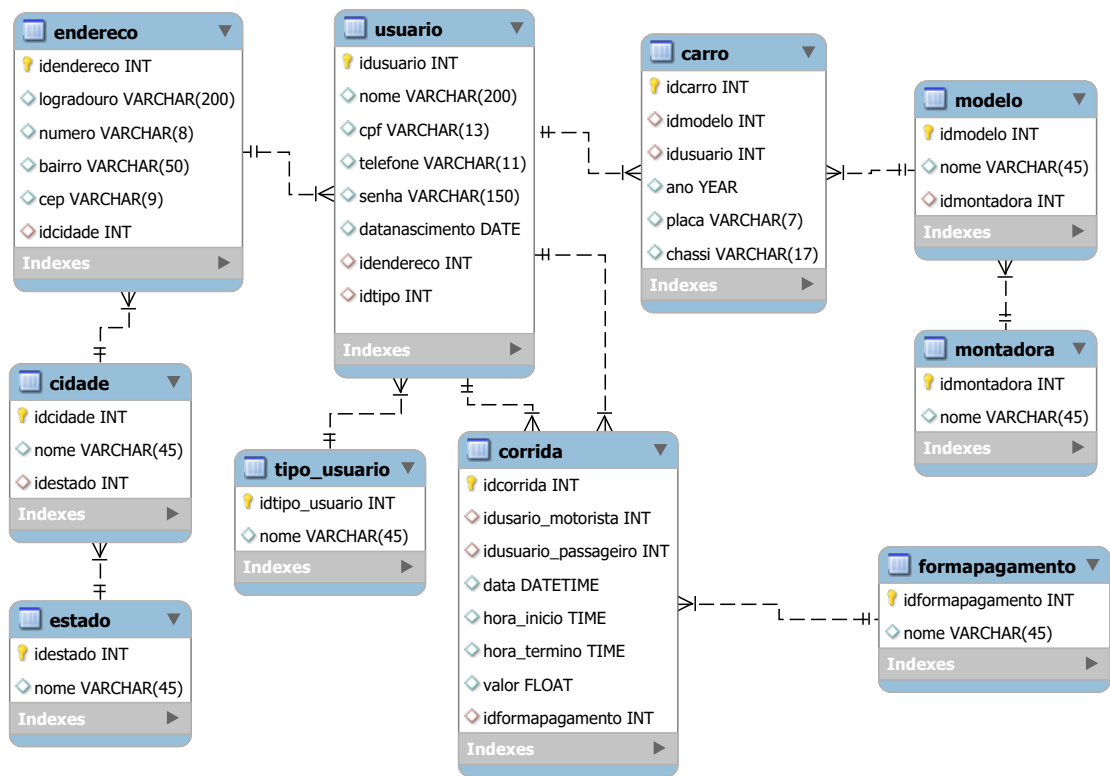 endereco
idendereco INT
logradouro VARCHAR(200)
numero VARCHAR(8)
bairro VARCHAR(50)
cep VARCHAR(9)
idcidade INT
Indexes
usuario
idusuario INT
nome VARCHAR(200)
cpf VARCHAR(13)
telefone VARCHAR(11)
senha VARCHAR(150)
datanascimento DATE
idendereco INT
idtipo INT
Indexes
carro
idcarro INT
idmodelo INT
idusuario INT
ano YEAR
placa VARCHAR(7)
chassi VARCHAR(17)
Indexes
modelo
idmodelo INT
nome VARCHAR(45)
idmontadora INT
Indexes
montadora
idmontadora INT
nome VARCHAR(45)
Indexes
cidade
idcidade INT
nome VARCHAR(45)
idestado INT
Indexes
tipo_usuario
idtipo_usuario INT
nome VARCHAR(45)
Indexes
corrida
idcorrida INT
idusario_motorista INT
idusuario_passageiro INT
data DATETIME
hora_inicio TIME
hora_termino TIME
valor FLOAT
idformapagamento INT
Indexes
formapagamento
idformapagamento INT
nome VARCHAR(45)
Indexes
estado
idestado INT
nome VARCHAR(45)
Indexes